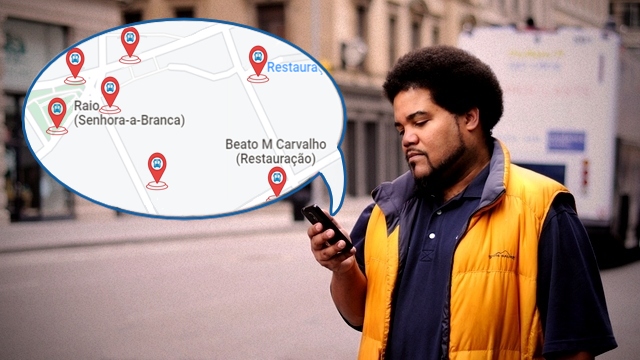 Restaura
Raio
(Senhora-a-Branca)
Beato M Carvalho
(Restauração)